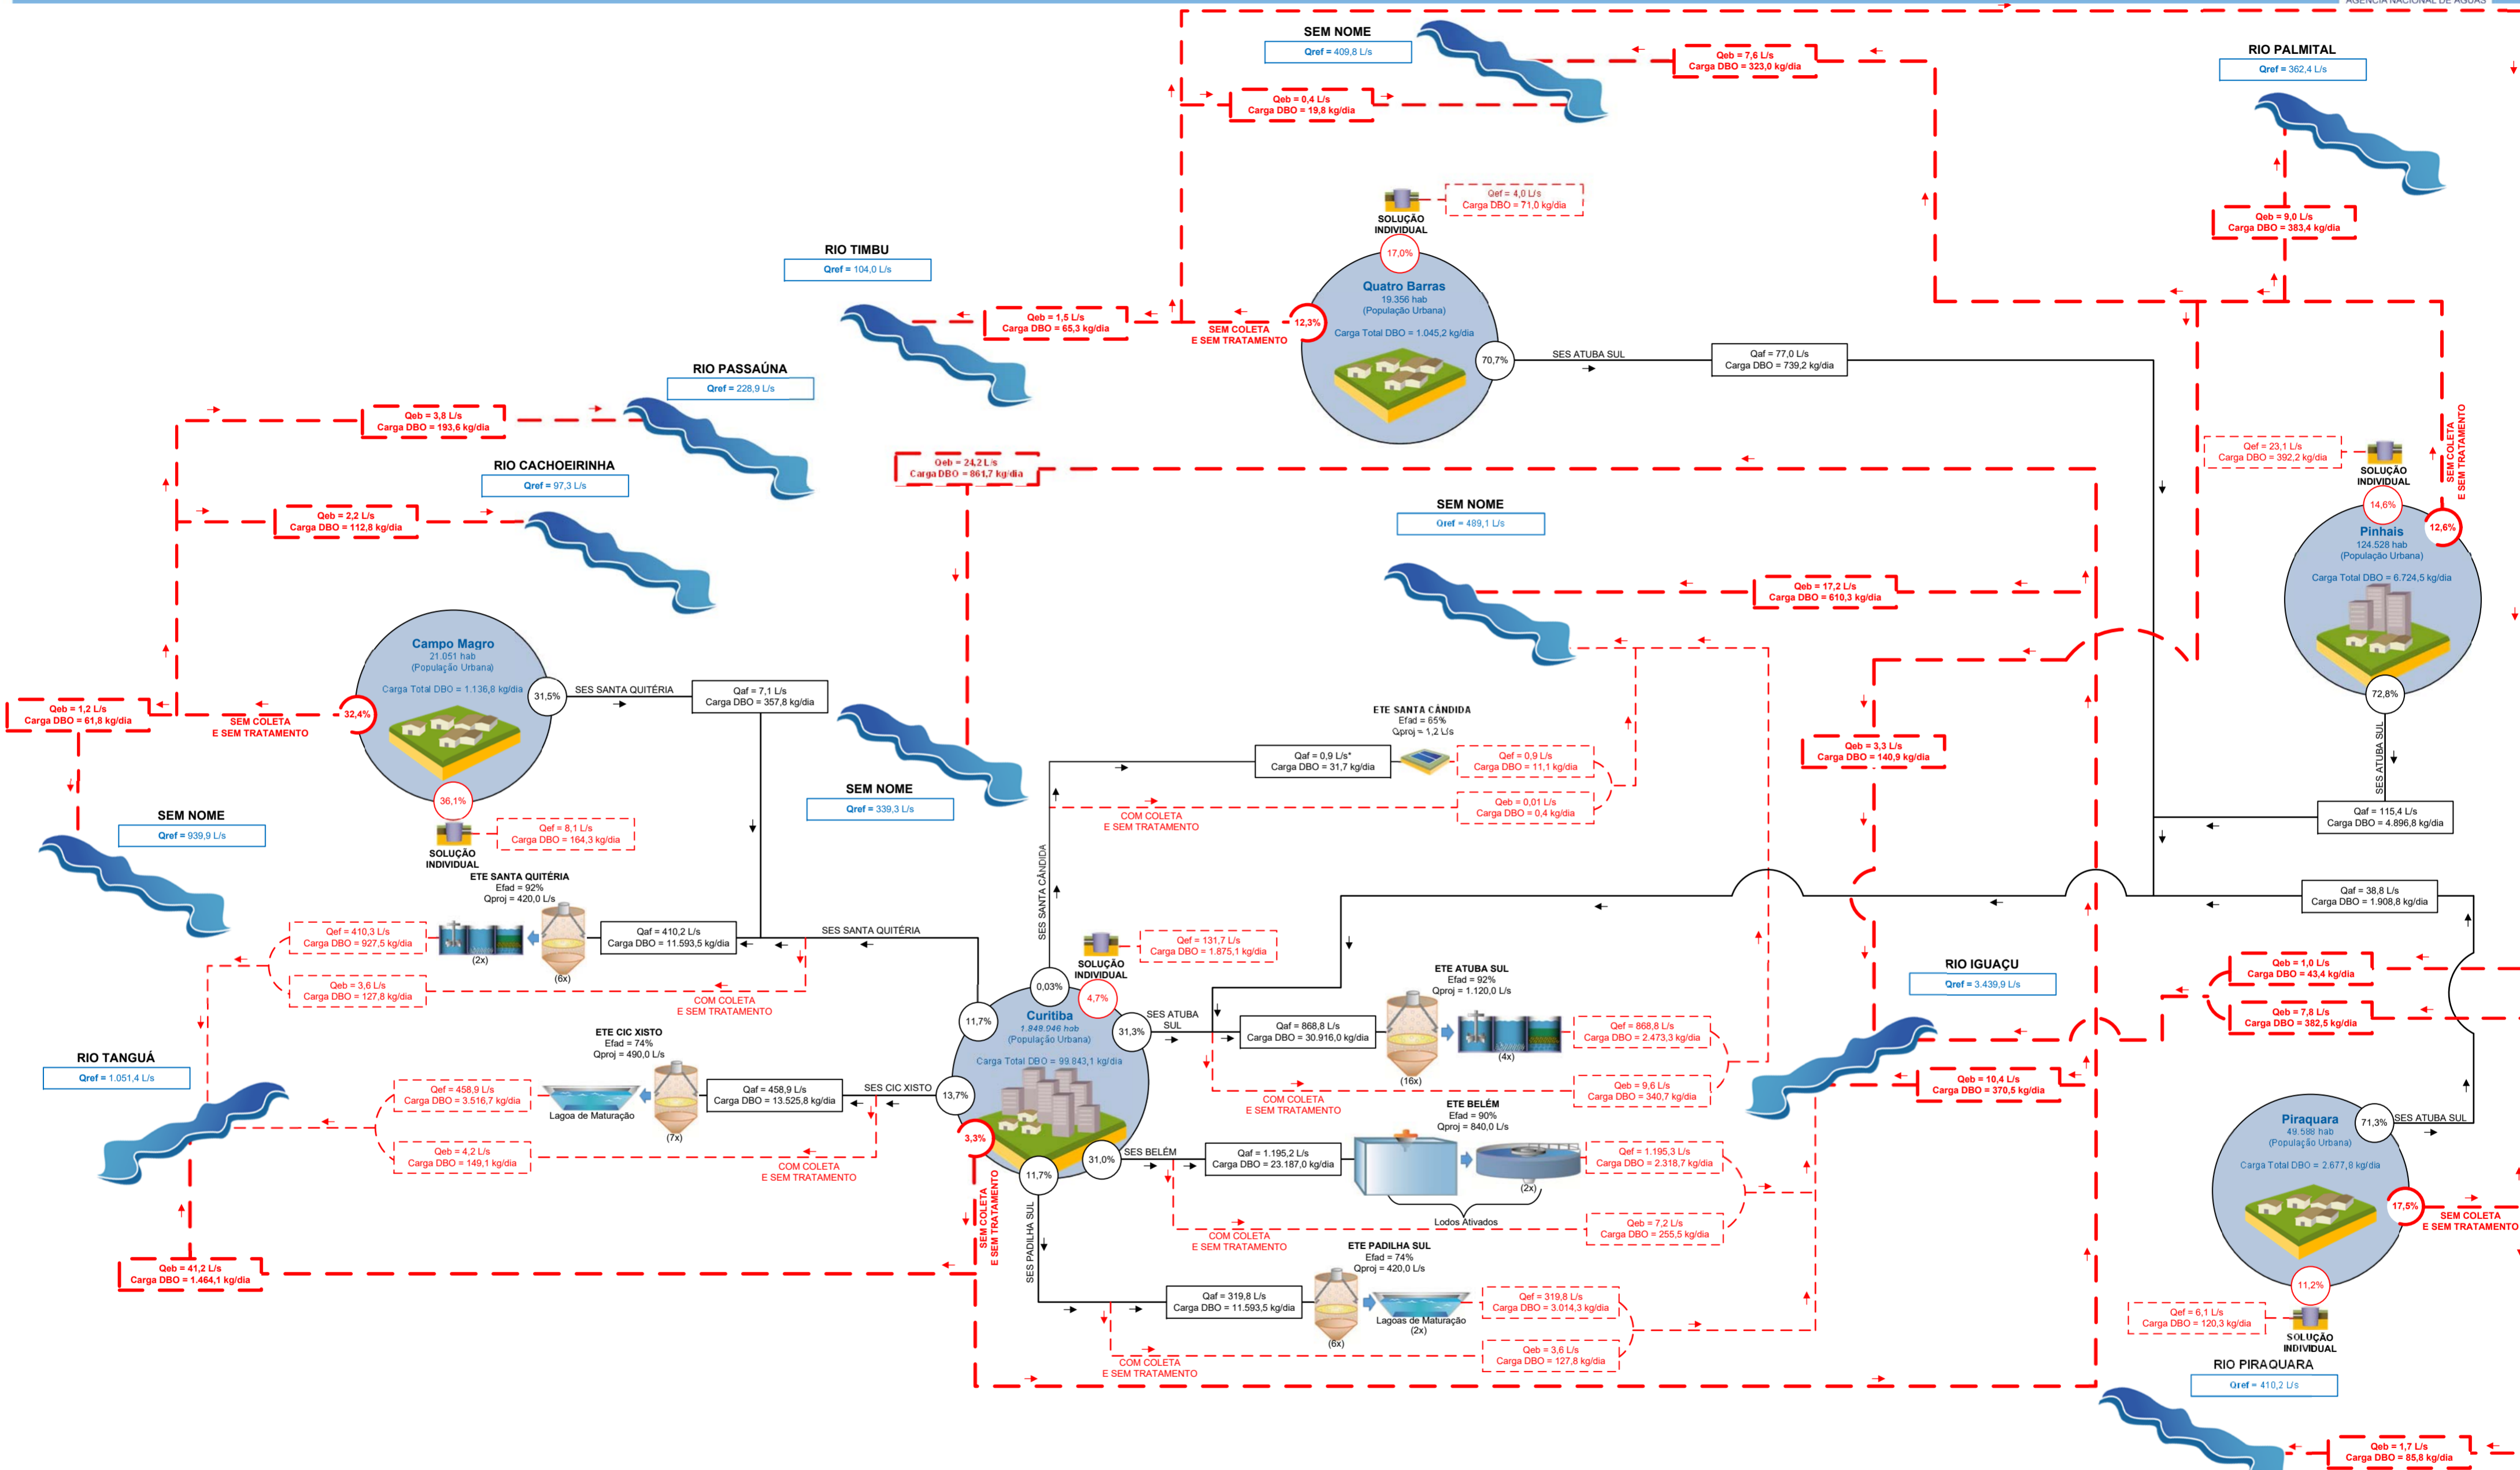 AGÊNCIA NACIONAL DE ÁGUAS
SEM NOME
Qref = 409,8 L/s
Qeb = 7,6 L/s
Carga DBO = 323,0 kg/dia
Qeb = 0,4 L/s
Carga DBO = 19,8 kg/dia
RIO PALMITAL
Qref = 362,4 L/s
Qeb = 9,0 L/s
Carga DBO = 383,4 kg/dia
Qef = 4,0 L/s
Carga DBO = 71,0 kg/dia
SOLUÇÃO
INDIVIDUAL
17,0%
Quatro Barras
19.356 hab
(População Urbana)
Carga Total DBO = 1.045,2 kg/dia
12,3%
70,7%
SEM COLETA
E SEM TRATAMENTO
RIO TIMBU
Qref = 104,0 L/s
Qeb = 1,5 L/s
Carga DBO = 65,3 kg/dia
SES ATUBA SUL
Qaf = 77,0 L/s
Carga DBO = 739,2 kg/dia
RIO PASSAÚNA
Qref = 228,9 L/s
Qeb = 3,8 L/s
Carga DBO = 193,6 kg/dia
RIO CACHOEIRINHA
Qref = 97,3 L/s
Qeb = 2,2 L/s
Carga DBO = 112,8 kg/dia
Qeb = 24,2 L/s
Carga DBO = 861,7 kg/dia
SEM NOME
Qref = 489,1 L/s
Qeb = 17,2 L/s
Carga DBO = 610,3 kg/dia
Qef = 23,1 L/s
Carga DBO = 392,2 kg/dia
SOLUÇÃO
INDIVIDUAL
SEM COLETA
E SEM TRATAMENTO
14,6%
12,6%
Pinhais
124.528 hab
(População Urbana)
Carga Total DBO = 6.724,5 kg/dia
72,8%
SES ATUBA SUL
Qaf = 115,4 L/s
Carga DBO = 4.896,8 kg/dia
Campo Magro
21.051 hab
(População Urbana)
Carga Total DBO = 1.136,8 kg/dia
31,5%
32,4%
36,1%
SES SANTA QUITÉRIA
Qaf = 7,1 L/s
Carga DBO = 357,8 kg/dia
Qeb = 1,2 L/s
Carga DBO = 61,8 kg/dia
SEM COLETA
E SEM TRATAMENTO
SOLUÇÃO
INDIVIDUAL
Qef = 8,1 L/s
Carga DBO = 164,3 kg/dia
SEM NOME
Qref = 939,9 L/s
SEM NOME
Qref = 339,3 L/s
ETE SANTA CÂNDIDA
Efad = 65%
Qproj = 1,2 L/s
Qaf = 0,9 L/s*
Carga DBO = 31,7 kg/dia
Qef = 0,9 L/s
Carga DBO = 11,1 kg/dia
Qeb = 0,01 L/s
Carga DBO = 0,4 kg/dia
COM COLETA
E SEM TRATAMENTO
SES SANTA CÂNDIDA
Qeb = 3,3 L/s
Carga DBO = 140,9 kg/dia
ETE SANTA QUITÉRIA
Efad = 92%
Qproj = 420,0 L/s
Qef = 410,3 L/s
Carga DBO = 927,5 kg/dia
(2x)
(6x)
Qaf = 410,2 L/s
Carga DBO = 11.593,5 kg/dia
SES SANTA QUITÉRIA
Qeb = 3,6 L/s
Carga DBO = 127,8 kg/dia
COM COLETA
E SEM TRATAMENTO
Qef = 131,7 L/s
Carga DBO = 1.875,1 kg/dia
SOLUÇÃO
INDIVIDUAL
Qaf = 38,8 L/s
Carga DBO = 1.908,8 kg/dia
0,03%
4,7%
11,7%
31,3%
Curitiba
1.848.946 hab
(População Urbana)
Carga Total DBO = 99.843,1 kg/dia
13,7%
3,3%
31,0%
11,7%
SES ATUBA
SUL
ETE ATUBA SUL
Efad = 92%
Qproj = 1.120,0 L/s
Qaf = 868,8 L/s
Carga DBO = 30.916,0 kg/dia
(16x)
(4x)
Qef = 868,8 L/s
Carga DBO = 2.473,3 kg/dia
Qeb = 9,6 L/s
Carga DBO = 340,7 kg/dia
COM COLETA
E SEM TRATAMENTO
RIO IGUAÇU
Qref = 3.439,9 L/s
Qeb = 1,0 L/s
Carga DBO = 43,4 kg/dia
Qeb = 7,8 L/s
Carga DBO = 382,5 kg/dia
Qeb = 10,4 L/s
Carga DBO = 370,5 kg/dia
RIO TANGUÁ
Qref = 1.051,4 L/s
ETE CIC XISTO
Efad = 74%
Qproj = 490,0 L/s
Qef = 458,9 L/s
Carga DBO = 3.516,7 kg/dia
Lagoa de Maturação
(7x)
Qaf = 458,9 L/s
Carga DBO = 13.525,8 kg/dia
SES CIC XISTO
Qeb = 4,2 L/s
Carga DBO = 149,1 kg/dia
COM COLETA
E SEM TRATAMENTO
ETE BELÉM
Efad = 90%
Qproj = 840,0 L/s
SES BELÉM
Qaf = 1.195,2 L/s
Carga DBO = 23.187,0 kg/dia
(2x)
Lodos Ativados
Qef = 1.195,3 L/s
Carga DBO = 2.318,7 kg/dia
Qeb = 7,2 L/s
Carga DBO = 255,5 kg/dia
COM COLETA
E SEM TRATAMENTO
SEM COLETA
E SEM TRATAMENTO
SES PADILHA SUL
Qeb = 41,2 L/s
Carga DBO = 1.464,1 kg/dia
ETE PADILHA SUL
Efad = 74%
Qproj = 420,0 L/s
Qaf = 319,8 L/s
Carga DBO = 11.593,5 kg/dia
(6x)
Lagoas de Maturação
(2x)
Qef = 319,8 L/s
Carga DBO = 3.014,3 kg/dia
Qeb = 3,6 L/s
Carga DBO = 127,8 kg/dia
COM COLETA
E SEM TRATAMENTO
Piraquara
49.588 hab
(População Urbana)
Carga Total DBO = 2.677,8 kg/dia
71,3%
SES ATUBA SUL
17,5%
SEM COLETA
E SEM TRATAMENTO
11,2%
Qef = 6,1 L/s
Carga DBO = 120,3 kg/dia
SOLUÇÃO
INDIVIDUAL
RIO PIRAQUARA
Qref = 410,2 L/s
Qeb = 1,7 L/s
Carga DBO = 85,8 kg/dia